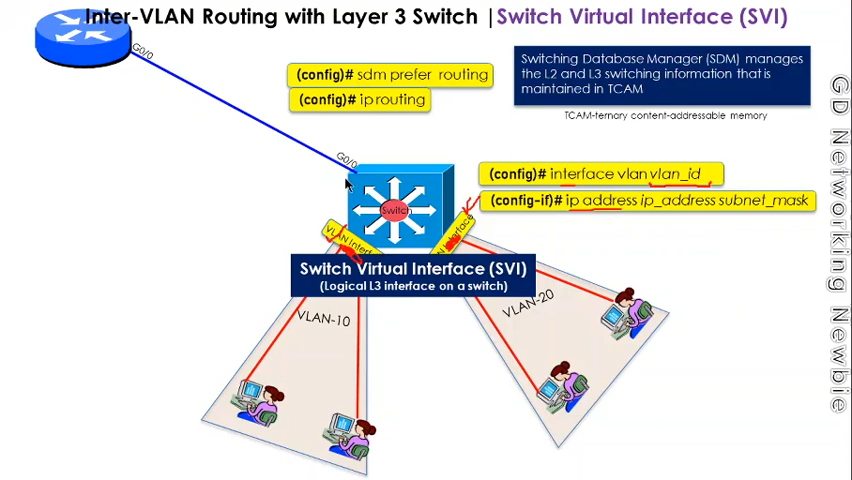 Inter-VLAN Routing with Layer 3 Switch | Switch Virtual Interface (SVI)
G0/0
(config)# sdm prefer routing
(config)# ip routing
Switching Database Manager (SDM) manages
the L2 and L3 switching information that is
maintained in TCAM
TCAM-ternary content-addressable memory
G0/0
(config)# interface vlan vlan_id
(config-if)# ip address ip_address subnet_mask
Switch
VLAN
Interface
Switch Virtual Interface (SVI)
(Logical L3 interface on a switch)
VLAN-10
VLAN-20
GD Networking Newbie